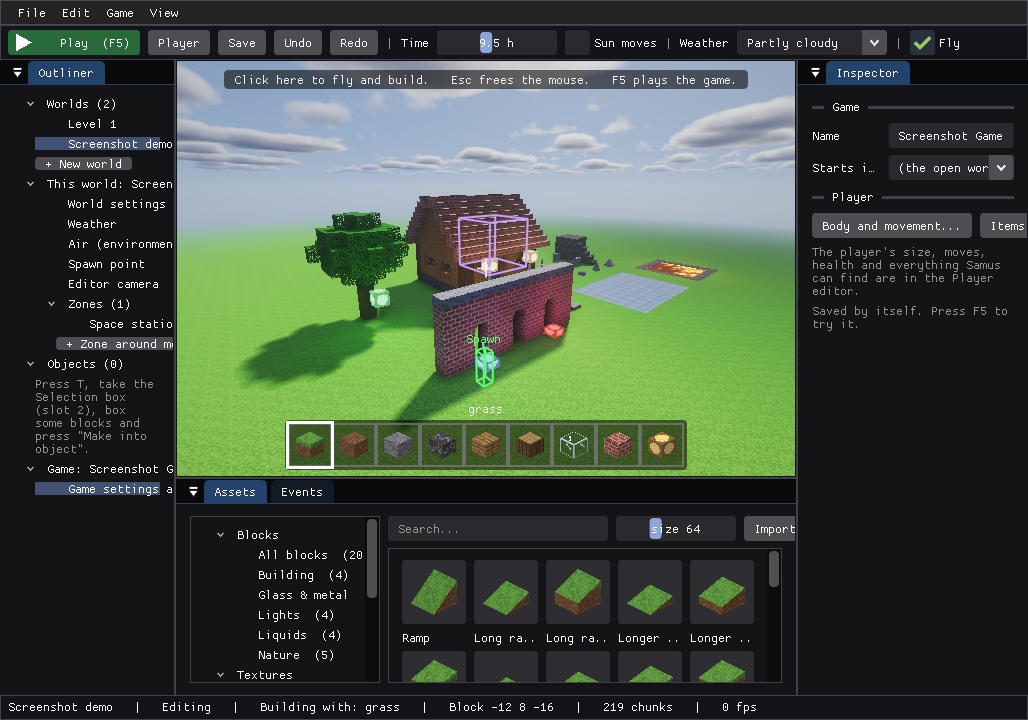 File Edit Game View
Play (F5) Player Save Undo Redo | Time 9.5 h Sun moves | Weather Partly cloudy | Fly
Outliner
Worlds (2)
Level 1
Screenshot demo
+ New world
This world: Screen
World settings
Weather
Air (environmen
Spawn point
Editor camera
Zones (1)
Space statio
+ Zone around m
Objects (0)
Press T, take the
Selection box
(slot 2), box
some blocks and
press "Make into
object".
Game: Screenshot G
Game settings a
Click here to fly and build. Esc frees the mouse. F5 plays the game.
Spawn
grass
Assets Events
Blocks
All blocks (20
Building (4)
Glass & metal
Lights (4)
Liquids (4)
Nature (5)
Textures
Search... size 64 Import
Ramp Long ra.. Long ra.. Longer .. Longer ..
Inspector
Game
Name Screenshot Game
Starts i… (the open wor
Player
Body and movement... Items
The player's size, moves,
health and everything Samus
can find are in the Player
editor.
Saved by itself. Press F5 to
try it.
Screenshot demo | Editing | Building with: grass | Block -12 8 -16 | 219 chunks | 0 fps